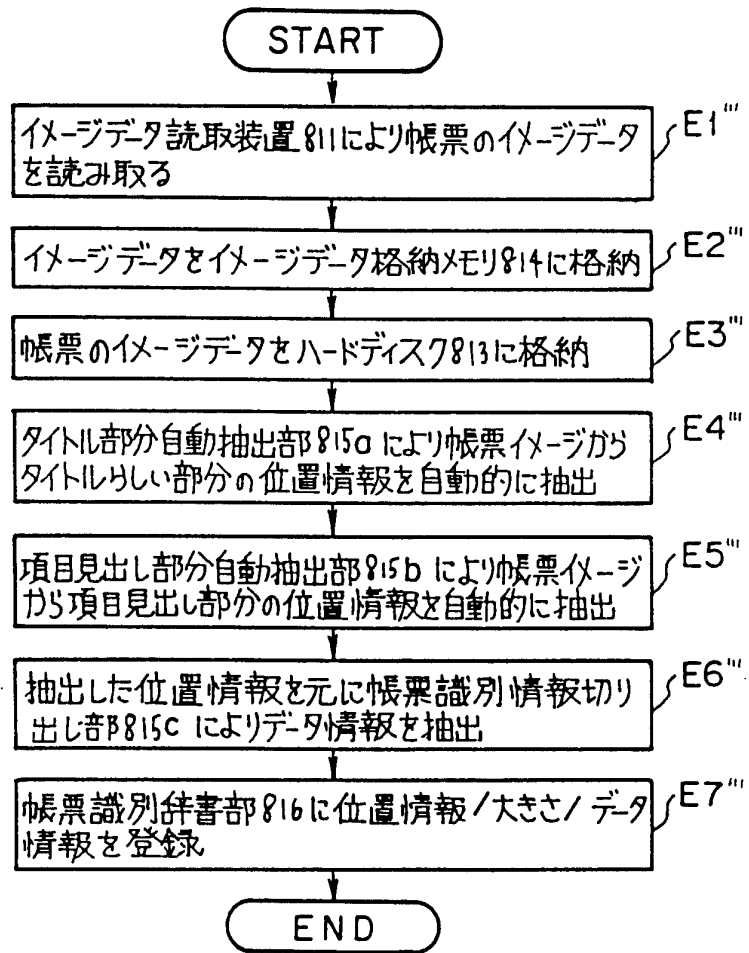 START
イメージデータ読取装置811により帳票のイメージデータ
を読み取る
E1'''
イメージデータをイメージデータ格納メモリ814に格納
E2'''
帳票のイメージデータをハードディスク813に格納
E3'''
タイトル部分自動抽出部815aにより帳票イメージから
タイトルらしい部分の位置情報を自動的に抽出
E4'''
項目見出し部分自動抽出部815bにより帳票イメージ
から項目見出し部分の位置情報を自動的に抽出
E5'''
抽出した位置情報を元に帳票識別情報切り
出し部815cによりデータ情報を抽出
E6'''
帳票識別辞書部816に位置情報/大きさ/データ
情報を登録
E7'''
END